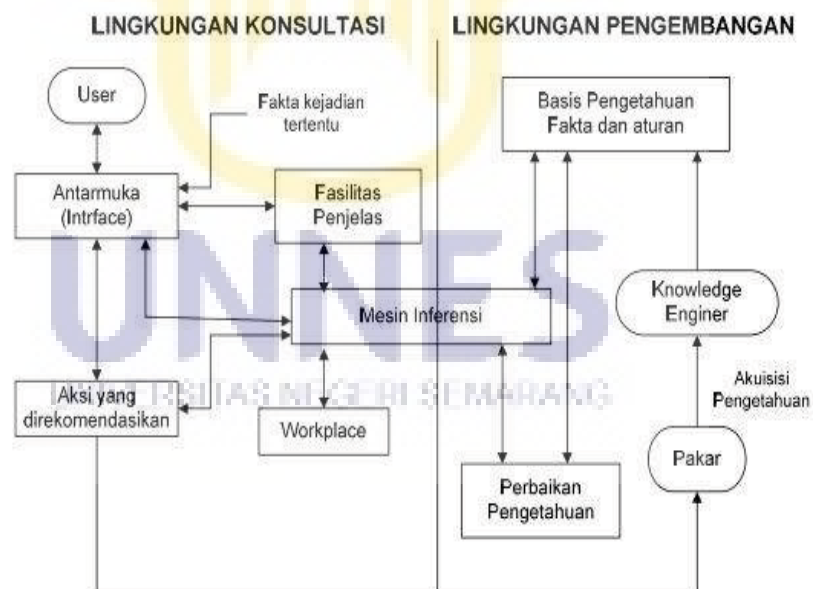 LINGKUNGAN KONSULTASI
LINGKUNGAN PENGEMBANGAN
User
Fakta kejadian
tertentu
Basis Pengetahuan
Fakta dan aturan
Antarmuka
(Intrface)
Fasilitas
Penjelas
UNNES
Mesin Inferensi
Knowledge
Enginer
UNIVERSITAS NEGERI SEMARANG
Aksi yang
direkomendasikan
Workplace
Akuisisi
Pengetahuan
Pakar
Perbaikan
Pengetahuan